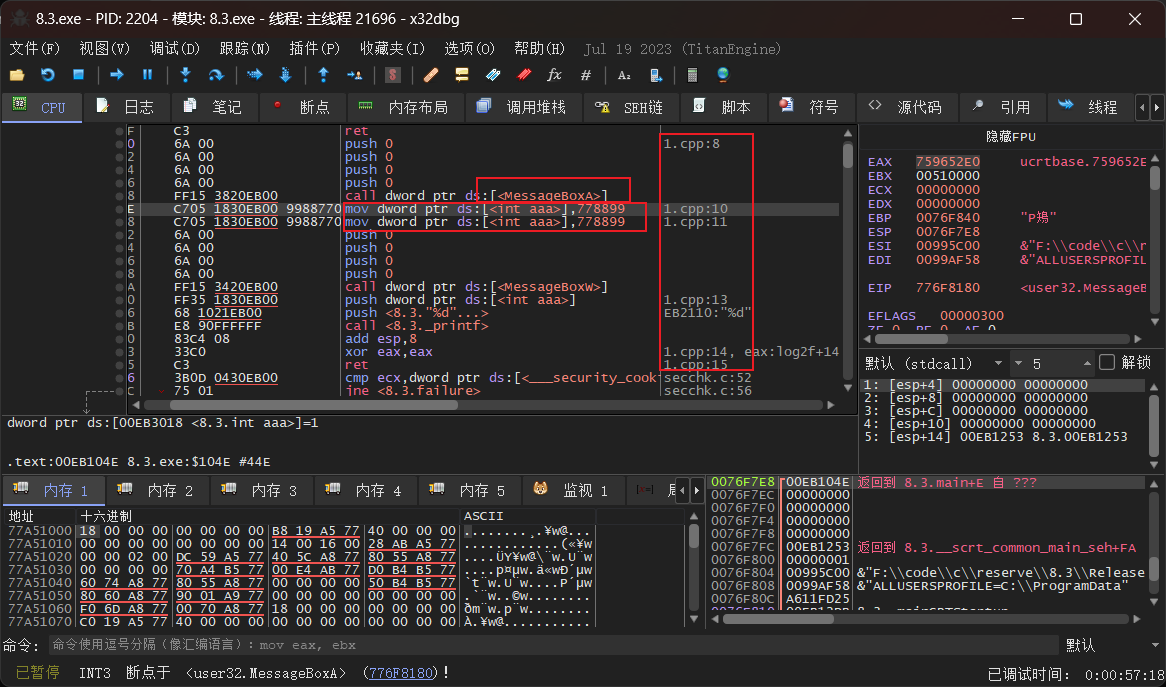 8.3.exe - PID: 2204 - 模块: 8.3.exe - 线程: 主线程 21696 - x32dbg
文件(F) 视图(V) 调试(D) 跟踪(N) 插件(P) 收藏夹(I) 选项(O) 帮助(H) Jul 19 2023 (TitanEngine)
CPU 日志 笔记 断点 内存布局 调用堆栈 SEH链 脚本 符号 源代码 引用 线程
F C3 ret
0 6A 00 push 0 1.cpp:8
2 6A 00 push 0
4 6A 00 push 0
6 6A 00 push 0
8 FF15 3820EB00 call dword ptr ds:[<MessageBoxA>]
E C705 1830EB00 9988770 mov dword ptr ds:[<int aaa>],778899 1.cpp:10
8 C705 1830EB00 9988770 mov dword ptr ds:[<int aaa>],778899 1.cpp:11
2 6A 00 push 0
4 6A 00 push 0
6 6A 00 push 0
8 6A 00 push 0
A FF15 3420EB00 call dword ptr ds:[<MessageBoxW>]
0 FF35 1830EB00 push dword ptr ds:[<int aaa>] 1.cpp:13
6 68 1021EB00 push <8.3."%d"...> EB2110:"%d"
B E8 90FFFFFF call <8.3._printf>
0 83C4 08 add esp,8
3 33C0 xor eax,eax 1.cpp:14, eax:log2f+14
5 C3 ret 1.cpp:15
6 3B0D 0430EB00 cmp ecx,dword ptr ds:[<___security_cook secchk.c:52
C 75 01 jne <8.3.failure> secchk.c:56
隐藏FPU
EAX 759652E0 ucrtbase.759652E
EBX 00510000
ECX 00000000
EDX 00000000
EBP 0076F840
ESP 0076F7E8
ESI 00995C00 &"F:\\code\\c\\r
EDI 0099AF58 &"ALLUSERSPROFIL
EIP 776F8180 <user32.MessageB
EFLAGS 00000300
默认 (stdcall) 5 解锁
1: [esp+4] 00000000 00000000
2: [esp+8] 00000000 00000000
3: [esp+C] 00000000 00000000
4: [esp+10] 00000000 00000000
5: [esp+14] 00EB1253 8.3.00EB1253
dword ptr ds:[00EB3018 <8.3.int aaa>]=1
.text:00EB104E 8.3.exe:$104E #44E
内存 1 内存 2 内存 3 内存 4 内存 5 监视 1
地址 十六进制 ASCII
77A51000 18 00 00 00 00 00 00 00 B8 19 A5 77 40 00 00 00
77A51010 00 00 00 00 00 00 00 00 14 00 16 00 28 AB A5 77
77A51020 00 00 02 00 DC 59 A5 77 40 5C A8 77 80 55 A8 77
77A51030 00 00 00 00 70 A4 B5 77 00 E4 AB 77 D0 B4 B5 77
77A51040 60 74 A8 77 80 55 A8 77 00 00 00 00 50 B4 B5 77
77A51050 80 60 A8 77 90 01 A9 77 00 00 00 00 00 00 00 00
77A51060 F0 6D A8 77 00 70 A8 77 18 00 00 00 00 00 00 00
77A51070 C0 19 A5 77 40 00 00 00 00 00 00 00 00 00 00 00
0076F7E8 00EB104E 返回到 8.3.main+E 自 ???
0076F7EC 00000000
0076F7F0 00000000
0076F7F4 00000000
0076F7F8 00000000
0076F7FC 00EB1253 返回到 8.3.__scrt_common_main_seh+FA
0076F800 00000001
0076F804 00995C00 &"F:\\code\\c\\reserve\\8.3\\Release
0076F808 0099AF58 &"ALLUSERSPROFILE=C:\\ProgramData"
0076F80C A611FD25
命令: 命令使用逗号分隔（像汇编语言）: mov eax, ebx 默认
已暂停 INT3 断点于 <user32.MessageBoxA> (776F8180)! 已调试时间: 0:00:57:18